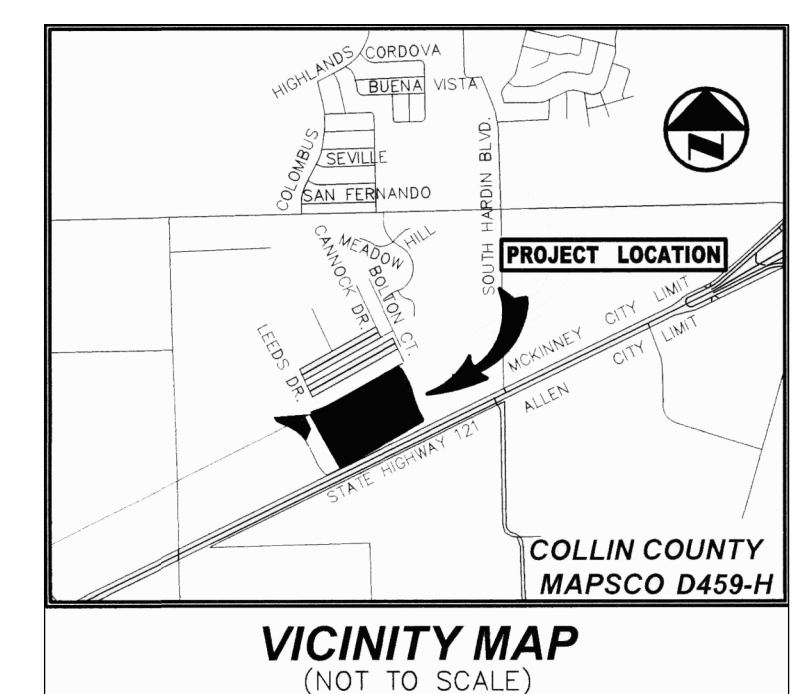 HIGHLANDS
CORDOVA
BUENA VISTA
COLUMBUS
SEVILLE
SAN FERNANDO
SOUTH HARDIN BLVD.
N
MEADOW HILL
CANNOCK DR.
BOLTON CT.
LEEDS DR.
PROJECT LOCATION
MCKINNEY CITY LIMIT
ALLEN CITY LIMIT
STATE HIGHWAY 121
COLLIN COUNTY
MAPSCO D459-H
VICINITY MAP
(NOT TO SCALE)